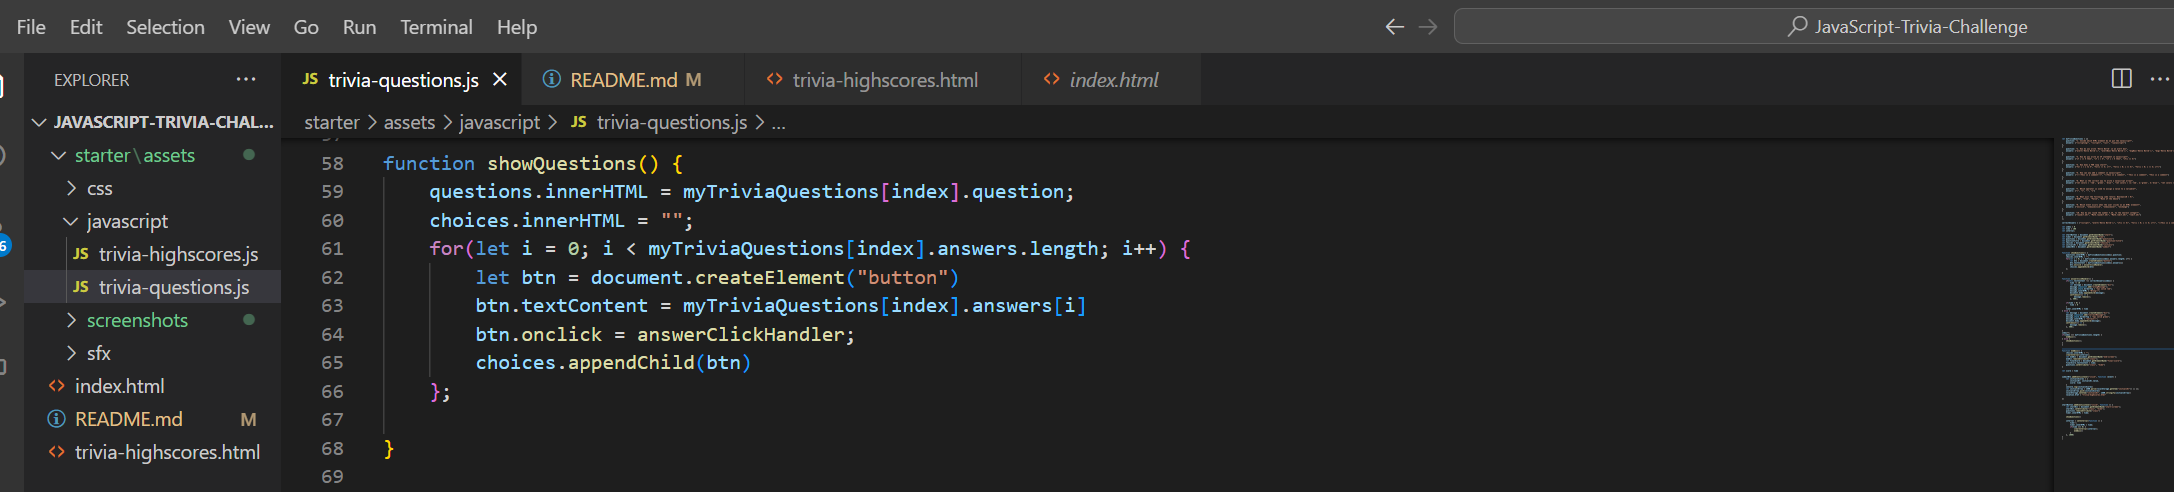 File Edit Selection View Go Run Terminal Help
JavaScript-Trivia-Challenge
EXPLORER ...
JS trivia-questions.js
README.md M
trivia-highscores.html
index.html
JAVASCRIPT-TRIVIA-CHAL...
starter > assets > javascript > JS trivia-questions.js > ...
starter\assets
css
javascript
JS trivia-highscores.js
JS trivia-questions.js
screenshots
sfx
index.html
README.md M
trivia-highscores.html
6
58 function showQuestions() {
59 questions.innerHTML = myTriviaQuestions[index].question;
60 choices.innerHTML = "";
61 for(let i = 0; i < myTriviaQuestions[index].answers.length; i++) {
62 let btn = document.createElement("button")
63 btn.textContent = myTriviaQuestions[index].answers[i]
64 btn.onclick = answerClickHandler;
65 choices.appendChild(btn)
66 };
67
68 }
69